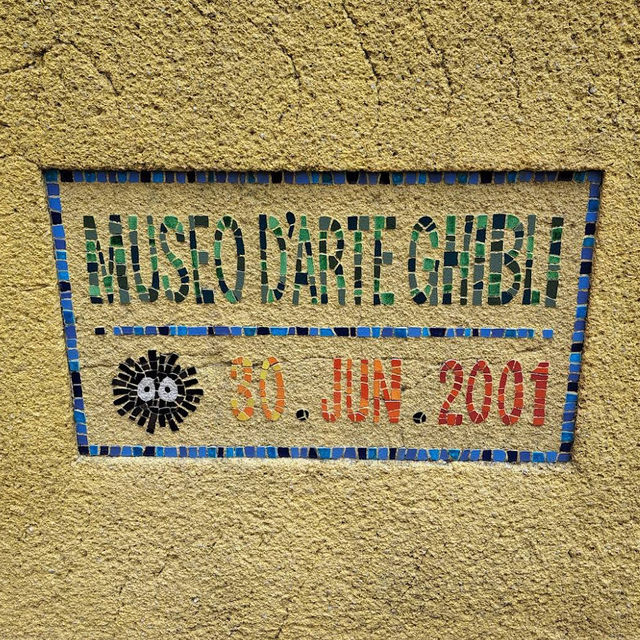 MUSEO D'ARTE GHIBLI
30. JUN. 2001